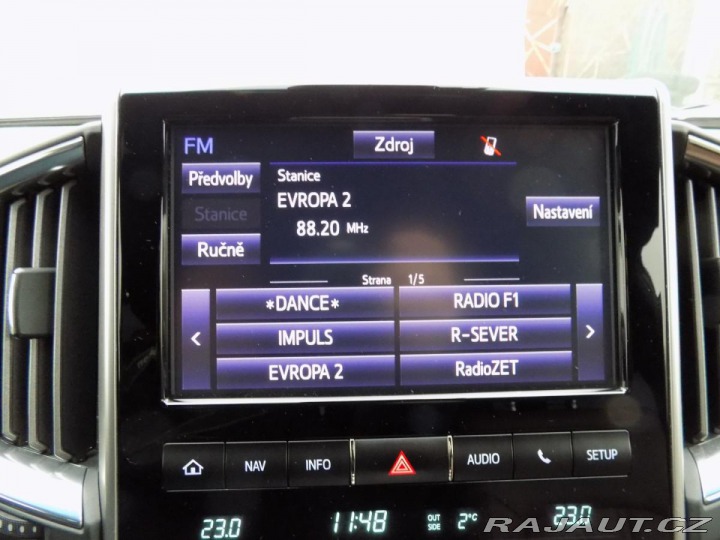 FM
Zdroj
Předvolby
Stanice
Stanice
EVROPA 2
Nastavení
Ručně
88.20 MHz
Strana 1/5
< *DANCE* RADIO F1 >
IMPULS R-SEVER
EVROPA 2 RadioZET
NAV INFO AUDIO SETUP
23.0 11:48 OUT SIDE 2°C 23.0
RAJAUT.CZ